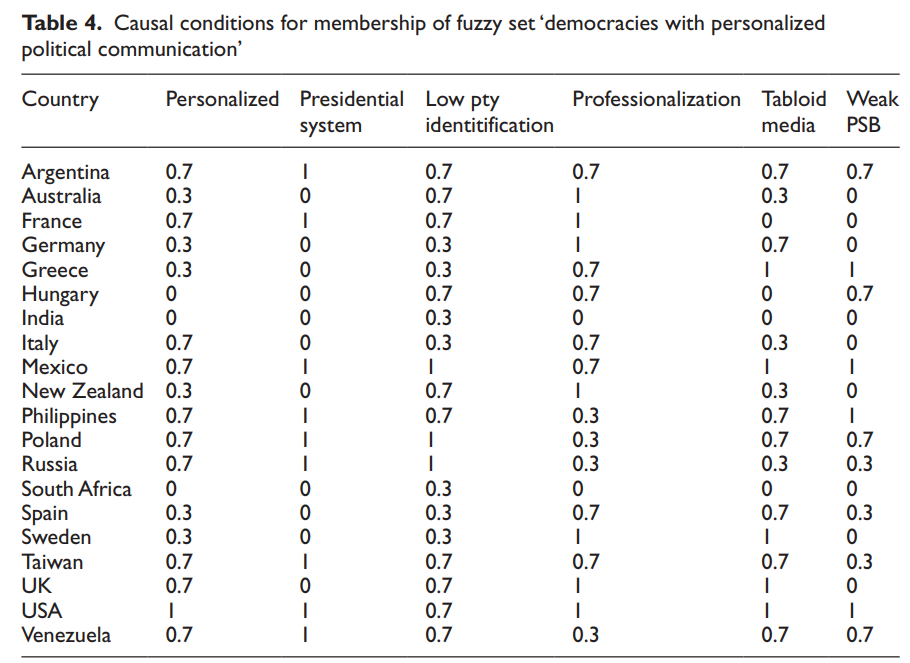 Table 4. Causal conditions for membership of fuzzy set ‘democracies with personalized
political communication’
Country Personalized Presidential system Low pty identitification Professionalization Tabloid media Weak PSB
Argentina 0.7 1 0.7 0.7 0.7 0.7
Australia 0.3 0 0.7 1 0.3 0
France 0.7 1 0.7 1 0 0
Germany 0.3 0 0.3 1 0.7 0
Greece 0.3 0 0.3 0.7 1 1
Hungary 0 0 0.7 0.7 0 0.7
India 0 0 0.3 0 0 0
Italy 0.7 0 0.3 0.7 0.3 0
Mexico 0.7 1 1 0.7 1 1
New Zealand 0.3 0 0.7 1 0.3 0
Philippines 0.7 1 0.7 0.3 0.7 1
Poland 0.7 1 1 0.3 0.7 0.7
Russia 0.7 1 1 0.3 0.3 0.3
South Africa 0 0 0.3 0 0 0
Spain 0.3 0 0.3 0.7 0.7 0.3
Sweden 0.3 0 0.3 1 1 0
Taiwan 0.7 1 0.7 0.7 0.7 0.3
UK 0.7 0 0.7 1 1 0
USA 1 1 0.7 1 1 1
Venezuela 0.7 1 0.7 0.3 0.7 0.7